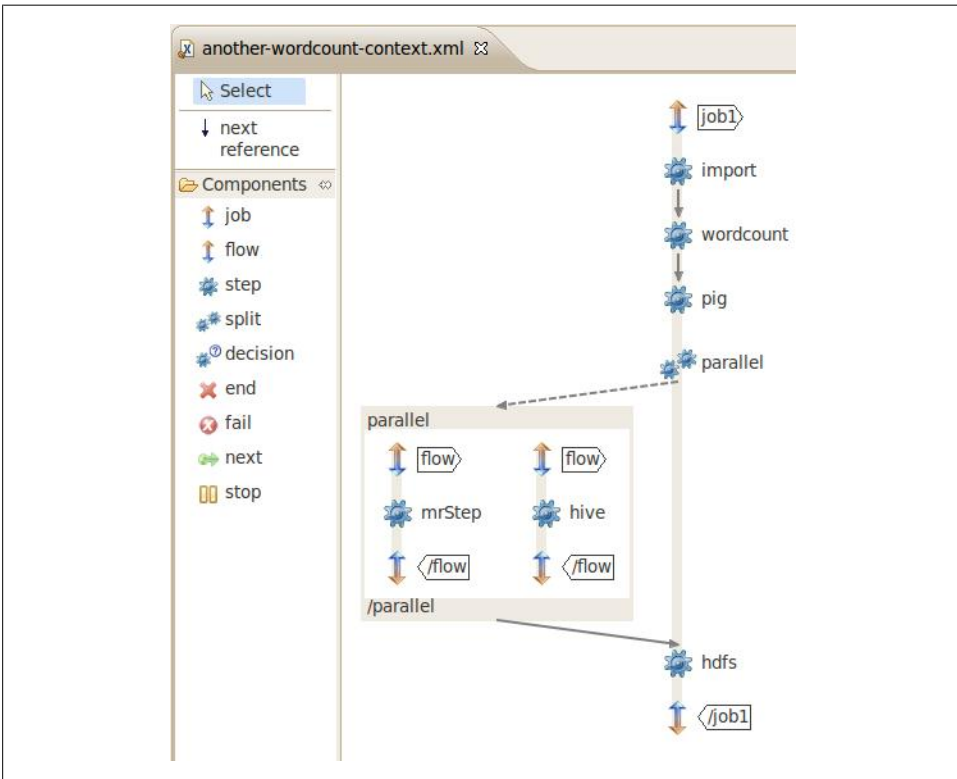 another-wordcount-context.xml
Select
next
reference
Components
job
flow
step
split
decision
end
fail
next
stop
job1
import
wordcount
pig
parallel
parallel
flow
flow
mrStep
hive
/flow
/flow
/parallel
hdfs
/job1